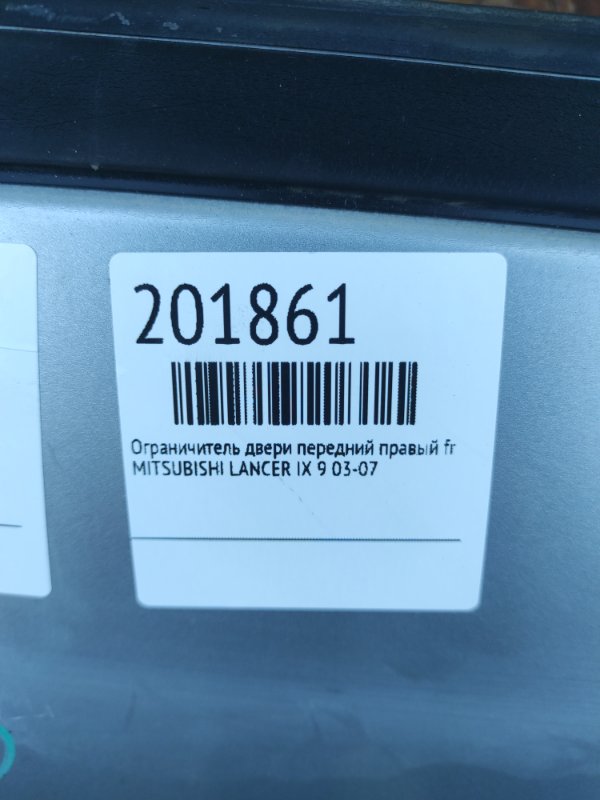 201861
Ограничитель двери передний правый fr
MITSUBISHI LANCER IX 9 03-07